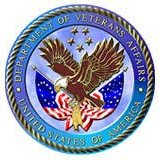 DEPARTMENT OF VETERANS AFFAIRS
UNITED STATES OF AMERICA